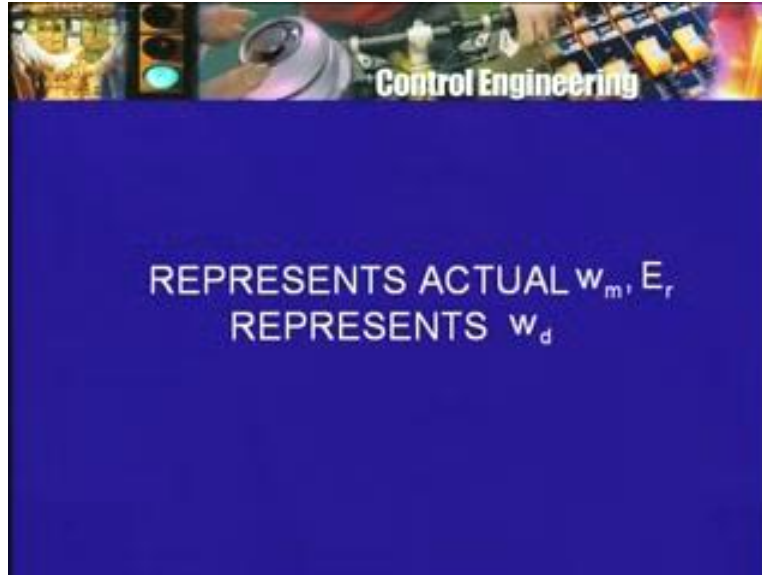 Control Engineering
REPRESENTS ACTUAL wm, Er
REPRESENTS wd